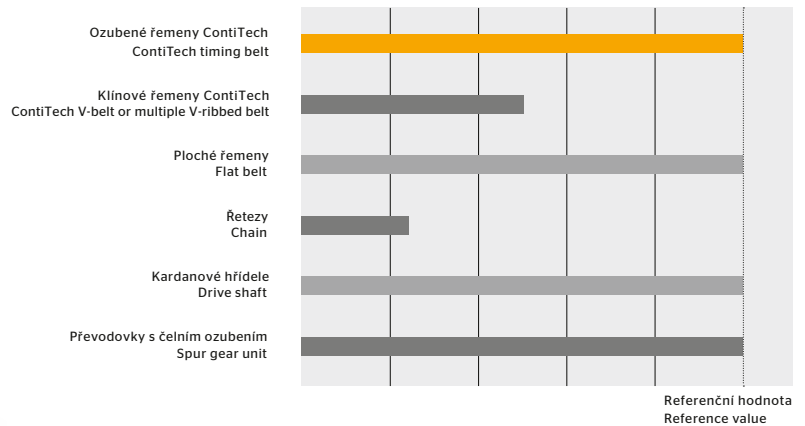 Ozubené řemeny ContiTech
ContiTech timing belt
Klínové řemeny ContiTech
ContiTech V-belt or multiple V-ribbed belt
Ploché řemeny
Flat belt
Řetezy
Chain
Kardanové hřídele
Drive shaft
Převodovky s čelním ozubením
Spur gear unit
Referenční hodnota
Reference value